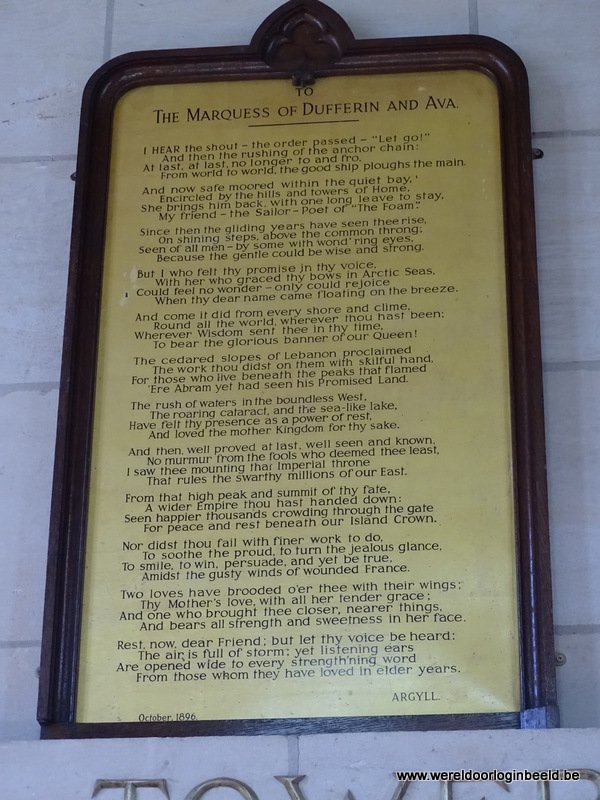 TO
THE MARQUESS OF DUFFERIN AND AVA.
I HEAR the shout – the order passed – "Let go!"
And then the rushing of the anchor chain:
At last, at last, no longer to and fro,
From world to world, the good ship ploughs the main.
And now safe moored within the quiet bay,
Encircled by the hills and towers of Home,
She brings him back, with one long leave to stay,
My friend – the Sailor – Poet of "The Foam".
Since then the gliding years have seen thee rise,
On shining steps, above the common throng;
Seen of all men – by some with wond'ring eyes,
Because the gentle could be wise and strong.
But I who felt thy promise in thy voice,
With her who graced thy bows in Arctic Seas,
Could feel no wonder – only could rejoice
When thy dear name came floating on the breeze.
And come it did from every shore and clime,
Round all the world, wherever thou hast been;
Wherever Wisdom sent thee in thy time,
To bear the glorious banner of our Queen!
The cedared slopes of Lebanon proclaimed
The work thou didst on them with skilful hand,
For those who live beneath the peaks that flamed
'Ere Abram yet had seen his Promised Land.
The rush of waters in the boundless West,
The roaring cataract, and the sea-like lake,
Have felt thy presence as a power of rest,
And loved the mother Kingdom for thy sake.
And then, well proved at last, well seen and known,
No murmur from the fools who deemed thee least,
I saw thee mounting that Imperial throne
That rules the swarthy millions of our East.
From that high peak and summit of thy fate,
A wider Empire thou hast handed down:
Seen happier thousands crowding through the gate
For peace and rest beneath our Island Crown.
Nor didst thou fail with finer work to do,
To soothe the proud, to turn the jealous glance,
To smile, to win, persuade, and yet be true,
Amidst the gusty winds of wounded France.
Two loves have brooded o'er thee with their wings;
Thy Mother's love, with all her tender grace;
And one who brought thee closer, nearer things,
And bears all strength and sweetness in her face.
Rest, now, dear Friend; but let thy voice be heard:
The air is full of storm; yet listening ears
Are opened wide to every strength'ning word
From those whom they have loved in elder years.
ARGYLL.
October, 1896.
TOWER
www.wereldoorloginbeeld.be